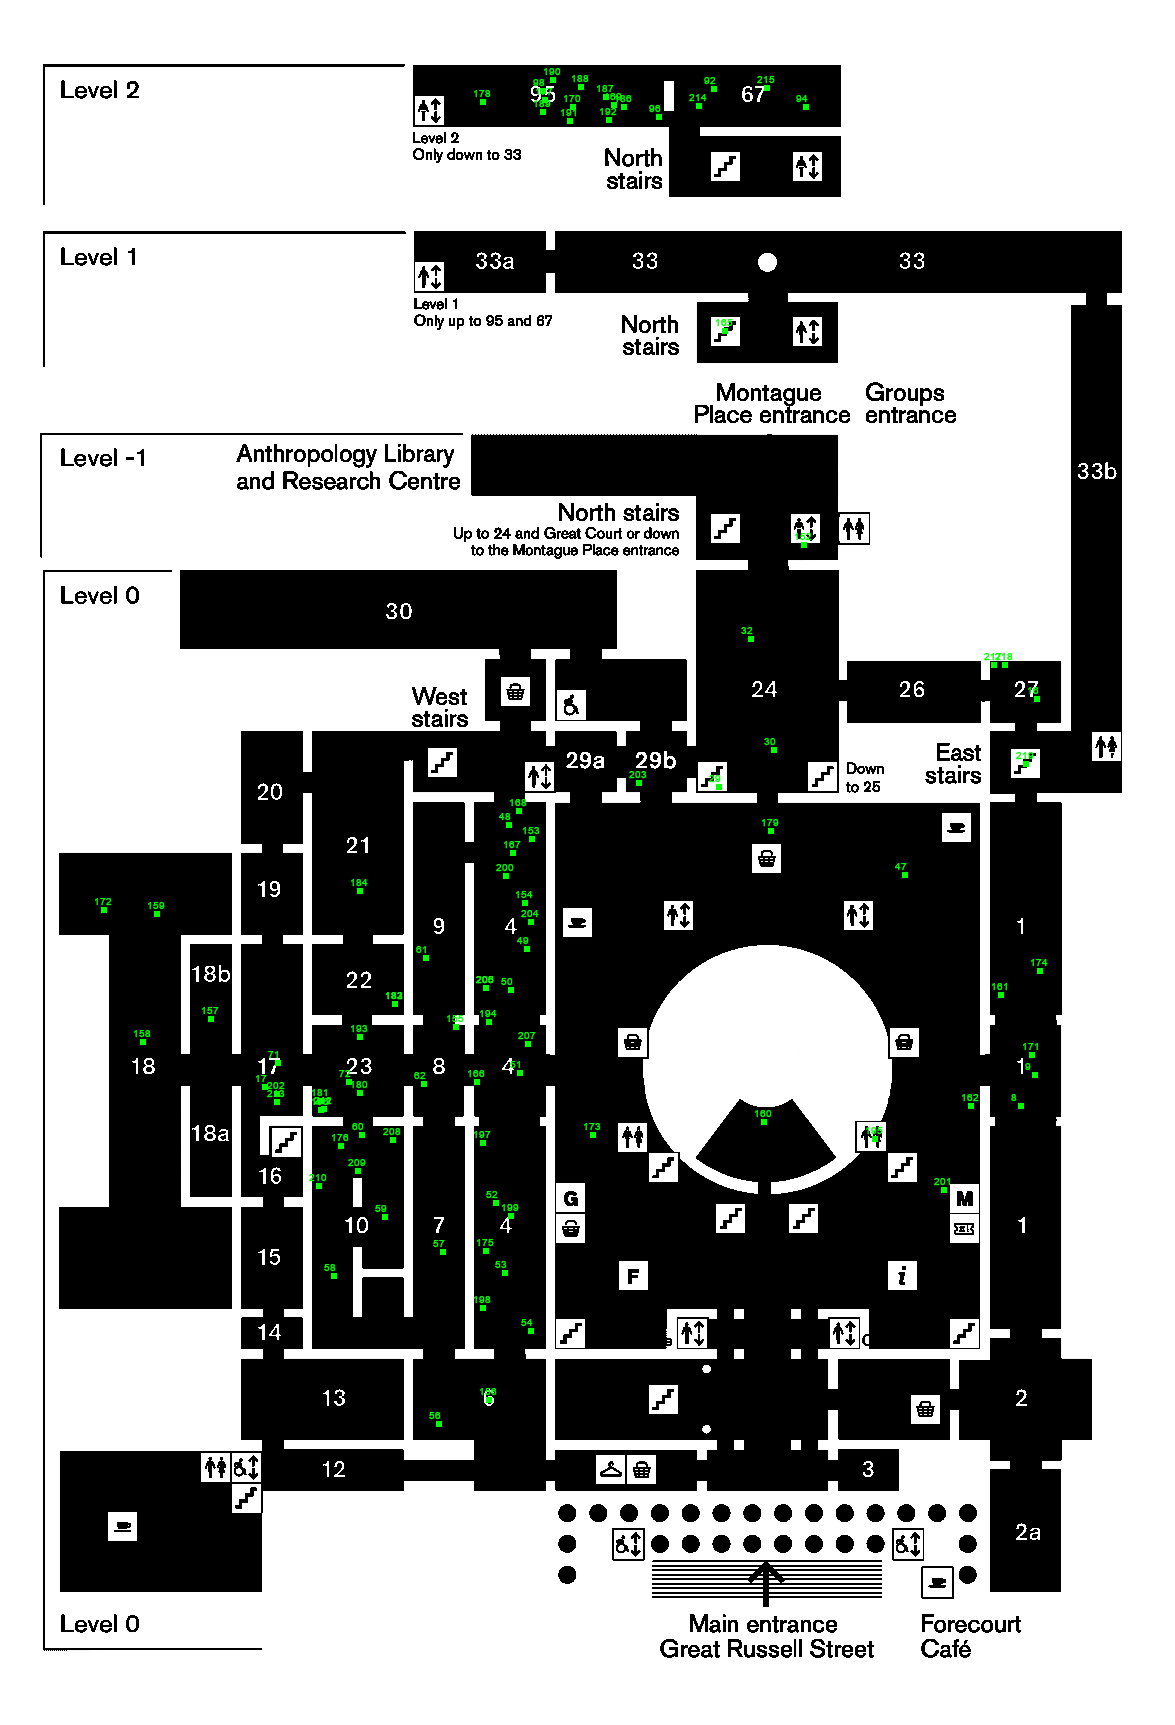 Level 2
190
98
188
178
95
187
170
186
191
192
96
92
215
67
214
94
Level 2
Only down to 33
North
stairs
Level 1
33a
33
33
Level 1
Only up to 95 and 67
North
stairs
Montague
Place entrance
Groups
entrance
Level -1
Anthropology Library
and Research Centre
33b
North stairs
Up to 24 and Great Court or down
to the Montague Place entrance
Level 0
30
32
24
26
27
West
stairs
30
29a
29b
203
East
stairs
Down
to 25
20
168
48
153
179
167
21
200
47
184
19
154
172
159
204
9
4
1
49
61
18b
22
174
206
50
161
183
157
194
193
158
207
171
18
17
71
23
8
4
51
1
9
17
202
72
180
62
166
181
162
8
18a
60
208
176
197
173
160
16
209
210
201
52
G
M
59
199
10
7
4
1
57
175
15
58
53
F
i
198
14
54
13
6
2
56
12
3
2a
Level 0
Main entrance
Great Russell Street
Forecourt
Café